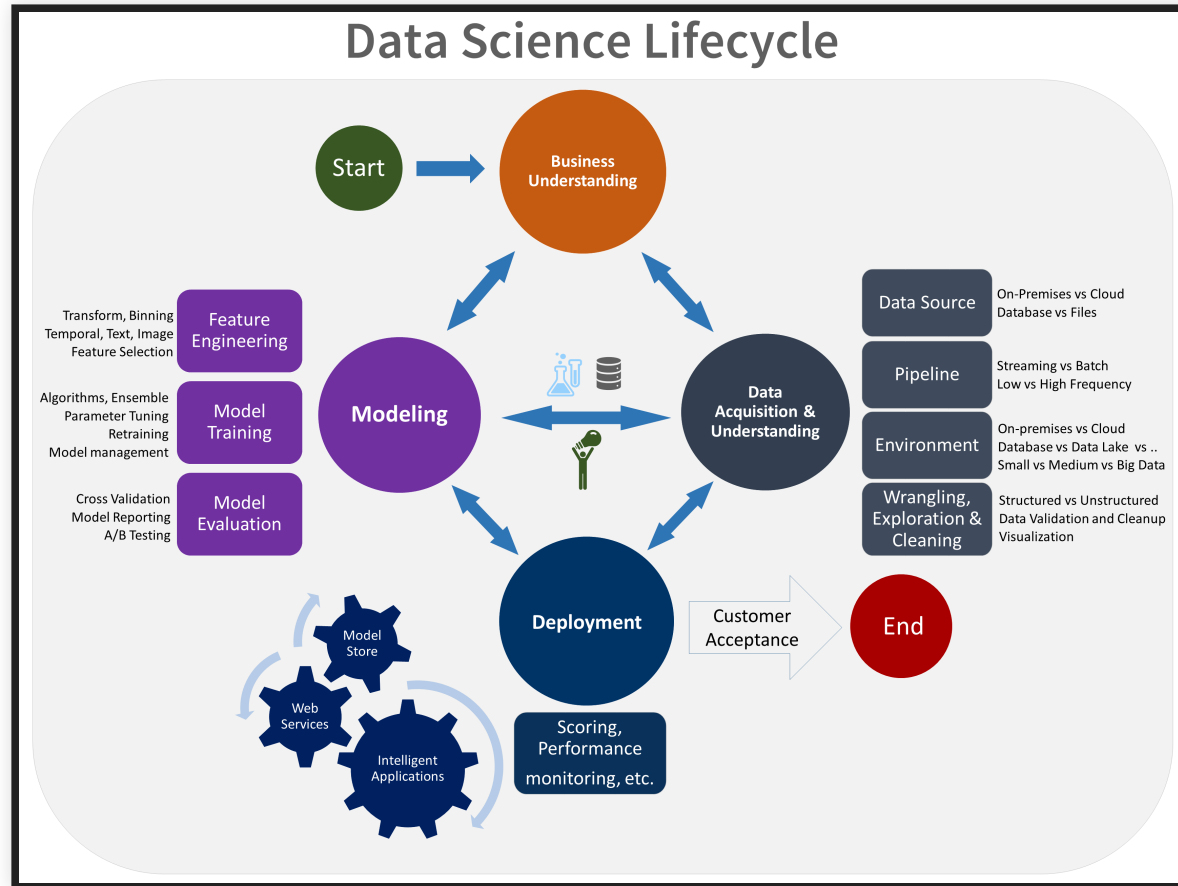 Data Science Lifecycle
Start
Business
Understanding
Feature
Engineering
Transform, Binning
Temporal, Text, Image
Feature Selection
Model
Training
Algorithms, Ensemble
Parameter Tuning
Retraining
Model management
Model
Evaluation
Cross Validation
Model Reporting
A/B Testing
Modeling
Data
Acquisition &
Understanding
Data Source
On-Premises vs Cloud
Database vs Files
Pipeline
Streaming vs Batch
Low vs High Frequency
Environment
On-premises vs Cloud
Database vs Data Lake vs ..
Small vs Medium vs Big Data
Wrangling,
Exploration &
Cleaning
Structured vs Unstructured
Data Validation and Cleanup
Visualization
Deployment
Customer
Acceptance
End
Model
Store
Web
Services
Intelligent
Applications
Scoring,
Performance
monitoring, etc.